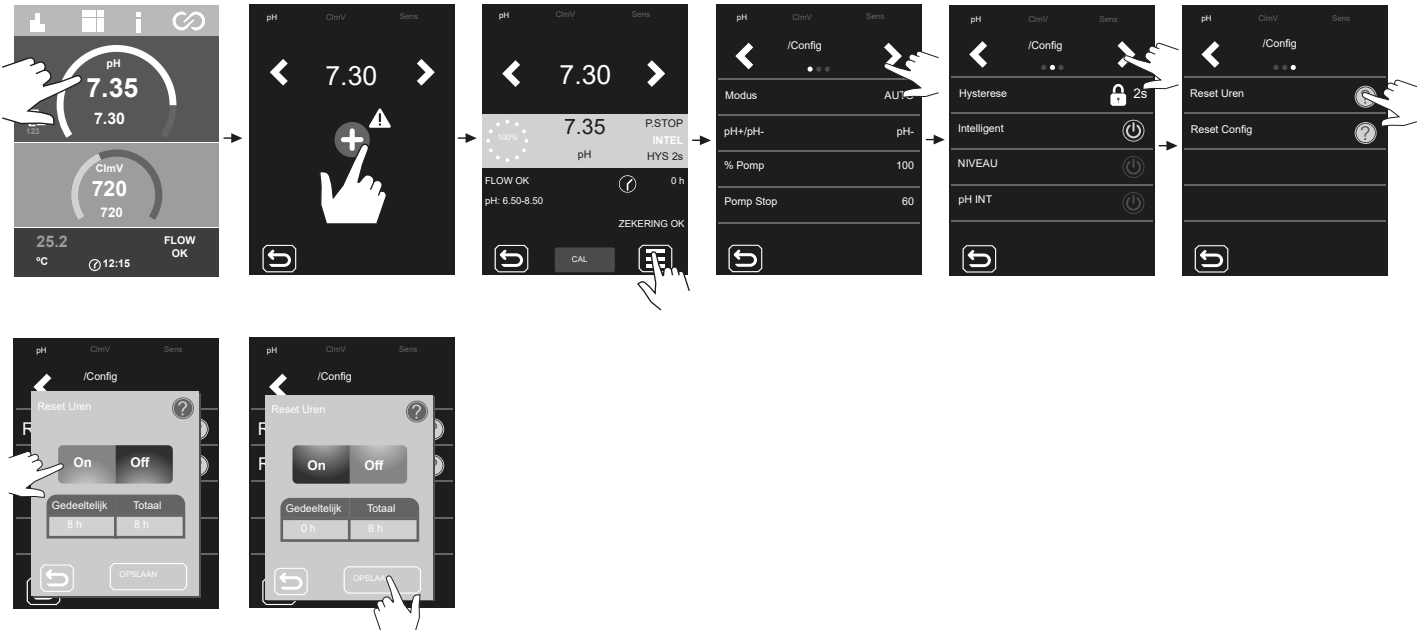 pH
7.35
7.30
123
ClmV
720
720
25.2
ºC
12:15
FLOW
OK
pH ClmV Sens
7.30
pH ClmV Sens
7.30
100%
7.35
pH
P.STOP
INTEL
HYS 2s
FLOW OK
0 h
pH: 6.50-8.50
ZEKERING OK
CAL
pH ClmV Sens
/Config
Modus AUTO
pH+/pH- pH-
% Pomp 100
Pomp Stop 60
pH ClmV Sens
/Config
Hysterese 2s
Intelligent
NIVEAU
pH INT
pH ClmV Sens
/Config
Reset Uren ?
Reset Config ?
pH ClmV Sens
/Config
Reset Uren ?
R
R
On Off
Gedeeltelijk Totaal
8 h 8 h
OPSLAAN
pH ClmV Sens
/Config
Reset Uren ?
R
R
On Off
Gedeeltelijk Totaal
0 h 8 h
OPSLAAN